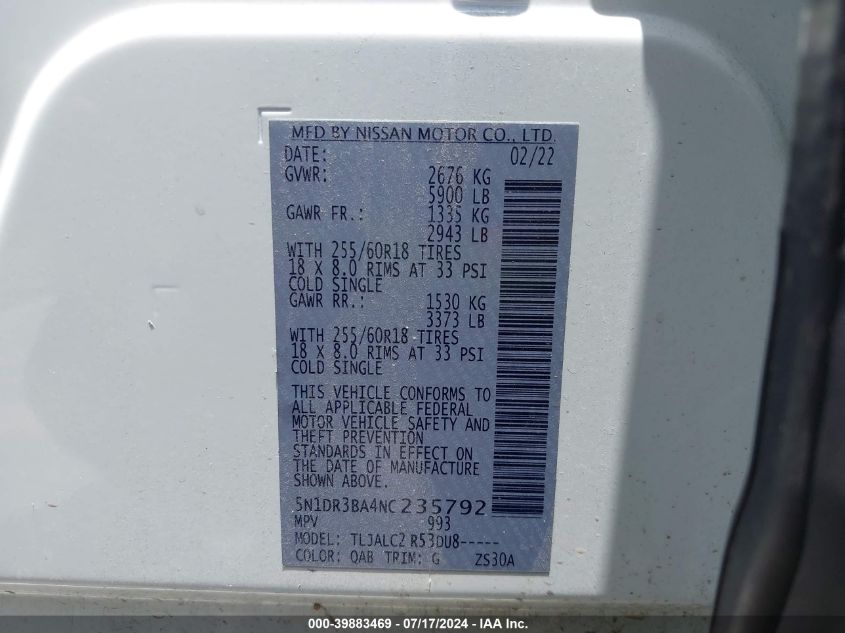 MFD BY NISSAN MOTOR CO., LTD.
DATE: 02/22
GVWR: 2676 KG
5900 LB
GAWR FR.: 1335 KG
2943 LB
WITH 255/60R18 TIRES
18 X 8.0 RIMS AT 33 PSI
COLD SINGLE
GAWR RR.: 1530 KG
3373 LB
WITH 255/60R18 TIRES
18 X 8.0 RIMS AT 33 PSI
COLD SINGLE
THIS VEHICLE CONFORMS TO
ALL APPLICABLE FEDERAL
MOTOR VEHICLE SAFETY AND
THEFT PREVENTION
STANDARDS IN EFFECT ON
THE DATE OF MANUFACTURE
SHOWN ABOVE.
5N1DR3BA4NC235792
MPV 993
MODEL: TLJALC2 R53DU8-----
COLOR: QAB TRIM: G ZS30A
000-39883469 - 07/17/2024 - IAA Inc.